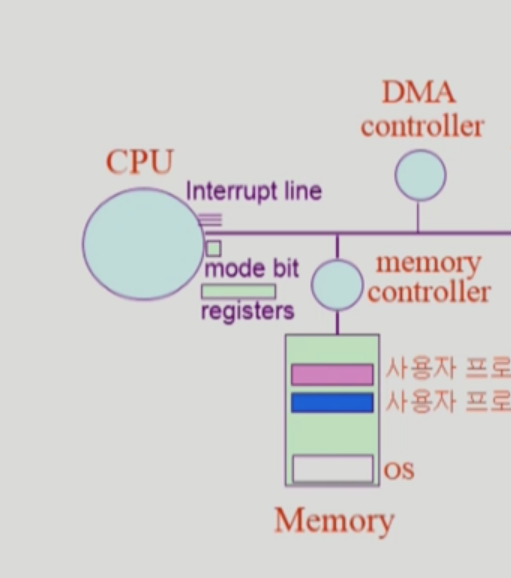 DMA
controller
CPU
Interrupt line
mode bit
registers
memory
controller
사용자 프로
사용자 프로
OS
Memory